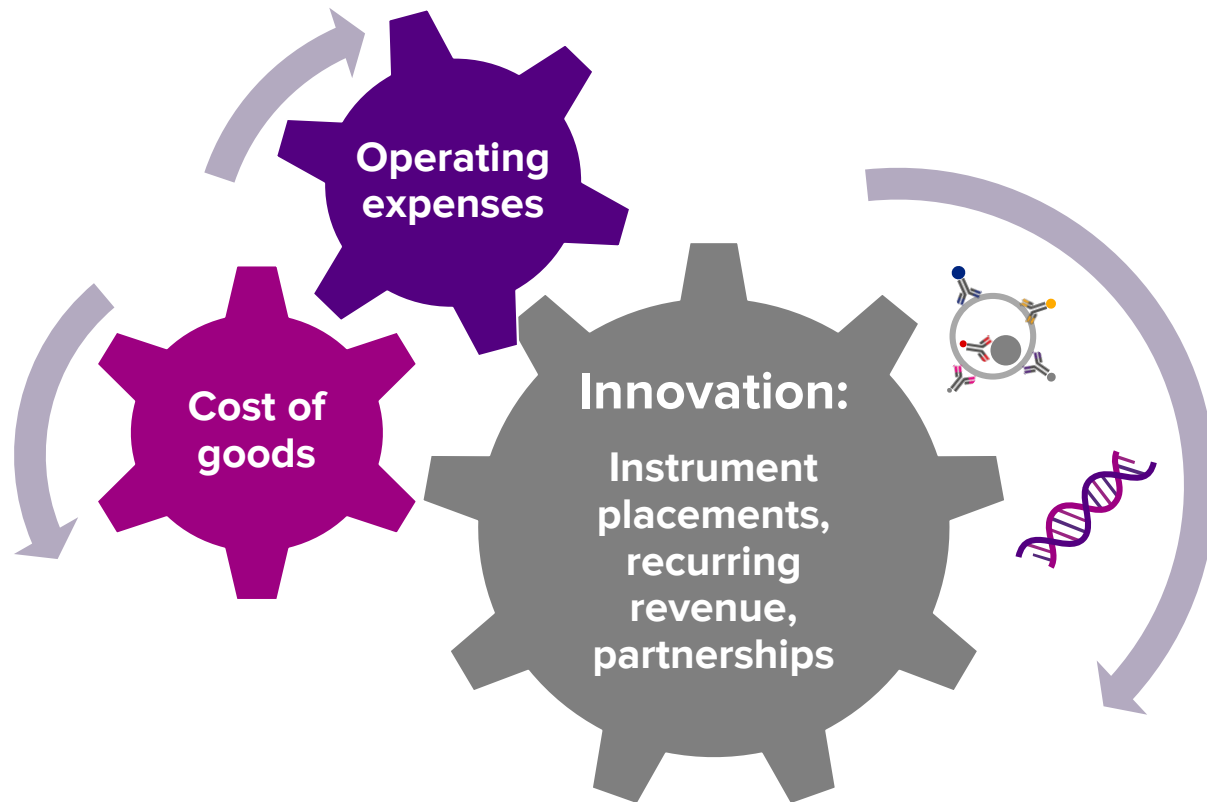 Operating
expenses
Cost of
goods
Innovation:
Instrument
placements,
recurring
revenue,
partnerships